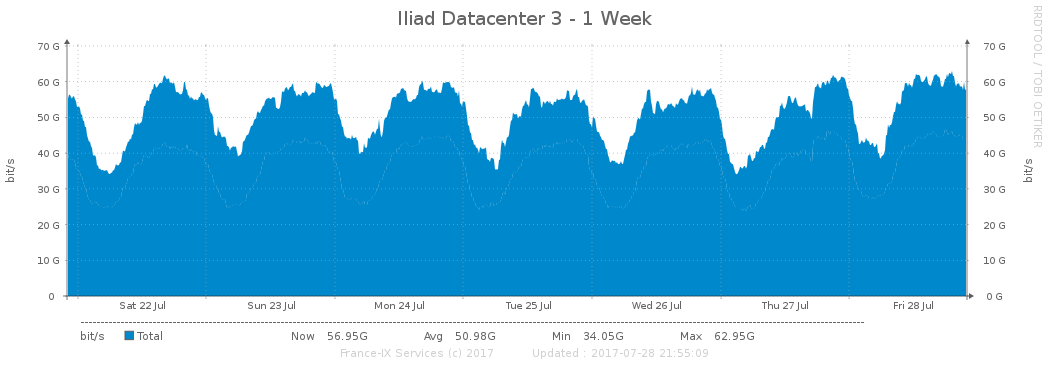 Iliad Datacenter 3 - 1 Week
RRDTOOL / TOBI OETIKER
70 G 70 G
60 G 60 G
50 G 50 G
40 G 40 G
30 G 30 G
20 G 20 G
10 G 10 G
0 0 G
bit/s
bit/s
Sat 22 Jul Sun 23 Jul Mon 24 Jul Tue 25 Jul Wed 26 Jul Thu 27 Jul Fri 28 Jul
bit/s Total Now 56.95G Avg 50.98G Min 34.05G Max 62.95G
France-IX Services (c) 2017 Updated : 2017-07-28 21:55:09